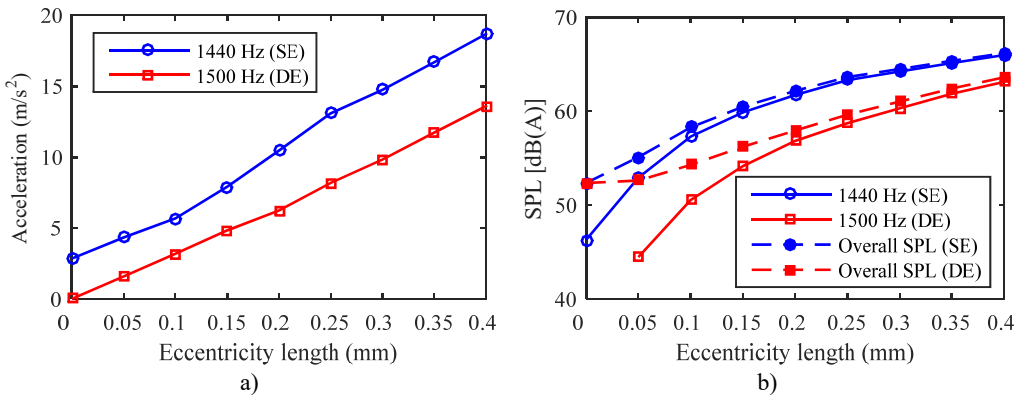 20
15
10
5
0
Acceleration (m/s²)
1440 Hz (SE)
1500 Hz (DE)
0 0.05 0.1 0.15 0.2 0.25 0.3 0.35 0.4
Eccentricity length (mm)
a)
70
60
50
40
SPL [dB(A)]
1440 Hz (SE)
1500 Hz (DE)
Overall SPL (SE)
Overall SPL (DE)
0 0.05 0.1 0.15 0.2 0.25 0.3 0.35 0.4
Eccentricity length (mm)
b)